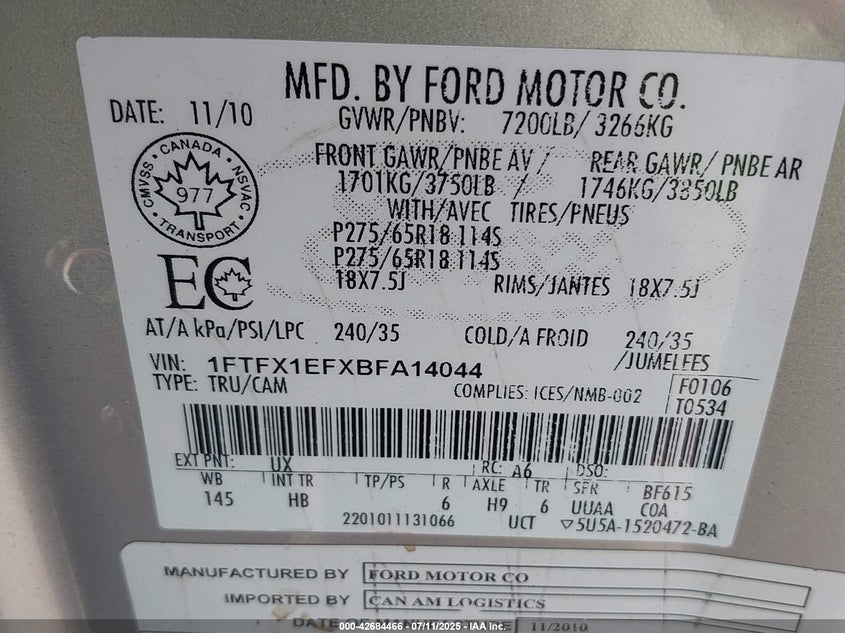 MFD. BY FORD MOTOR CO.
DATE: 11/10
GVWR/PNBV: 7200LB/ 3266KG
FRONT GAWR/PNBE AV / REAR GAWR/ PNBE AR
1701KG/3750LB / 1746KG/3850LB
WITH/AVEC TIRES/PNEUS
P275/65R18 114S
P275/65R18 114S
18X7.5J RIMS/JANTES 18X7.5J
CMVSS • CANADA • NSVAC
977
TRANSPORT
EC
AT/A kPa/PSI/LPC 240/35 COLD/A FROID 240/35
/JUMELEES
VIN: 1FTFX1EFXBFA14044
TYPE: TRU/CAM COMPLIES: ICES/NMB-002
F0106
T0534
EXT PNT: UX RC: A6 DSO:
WB INT TR TP/PS R AXLE TR SPR BF615
145 HB 6 H9 6 UUAA COA
2201011131066 UCT ▽5U5A-1520472-BA
MANUFACTURED BY FORD MOTOR CO
IMPORTED BY CAN AM LOGISTICS
11/2010
000-42684466 - 07/11/2025 - IAA Inc.